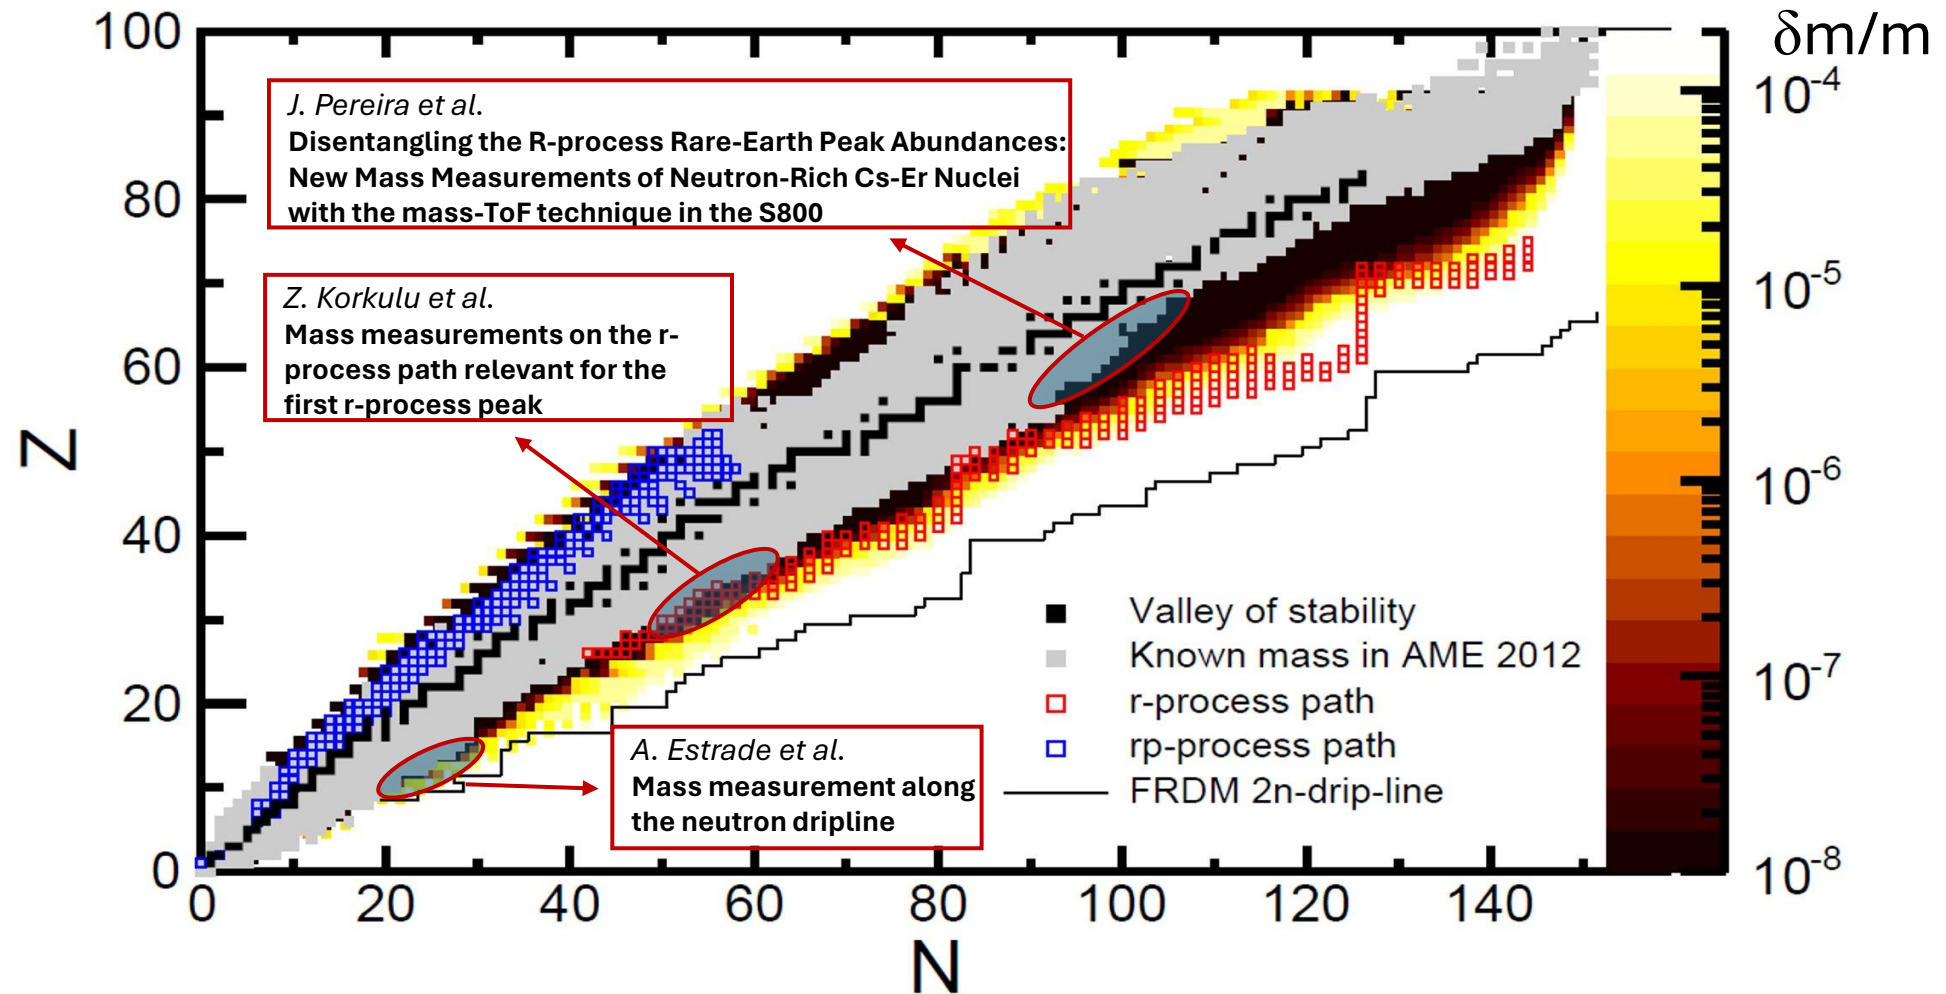 100
80
60
40
20
0
Z
0 20 40 60 80 100 120 140
N
J. Pereira et al.
Disentangling the R-process Rare-Earth Peak Abundances:
New Mass Measurements of Neutron-Rich Cs-Er Nuclei
with the mass-ToF technique in the S800
Z. Korkulu et al.
Mass measurements on the r-
process path relevant for the
first r-process peak
A. Estrade et al.
Mass measurement along
the neutron dripline
Valley of stability
Known mass in AME 2012
r-process path
rp-process path
FRDM 2n-drip-line
δm/m
10-4
10-5
10-6
10-7
10-8